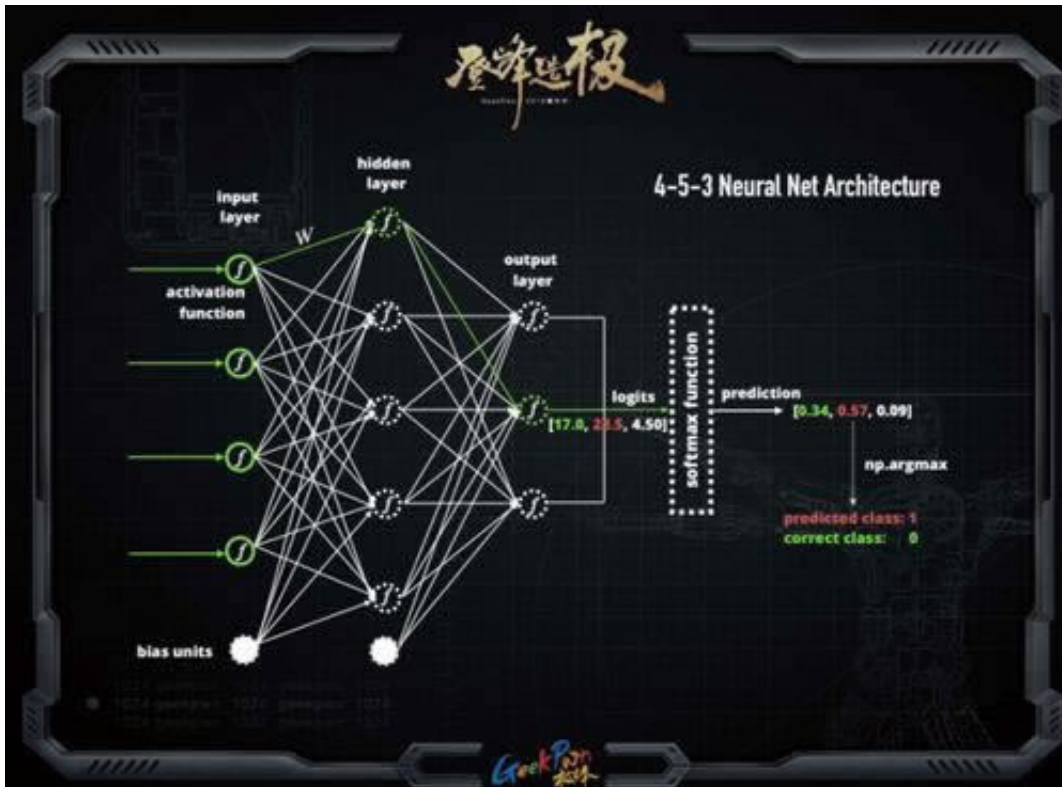 登峰造极
4-5-3 Neural Net Architecture
hidden
layer
input
layer
W
output
layer
activation
function
softmax function
logits
[17.0, 28.5, 4.50]
prediction
[0.34, 0.57, 0.09]
np.argmax
predicted class: 1
correct class: 0
bias units
GeekPwn